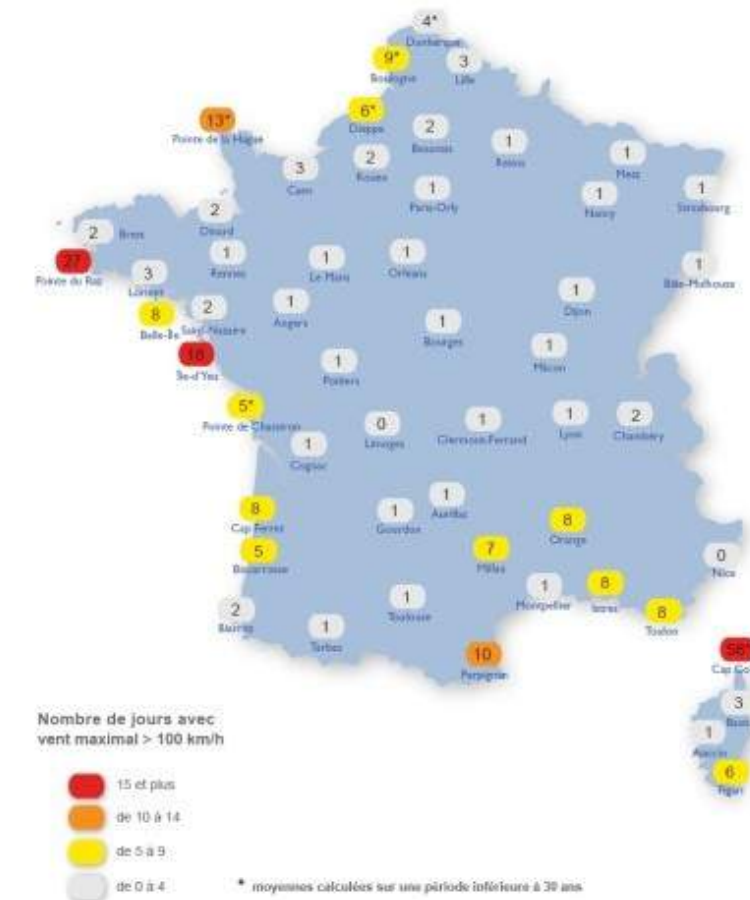 4*
Dunkerque
9*
Boulogne
3
Lille
6*
Dieppe
13*
Pointe de la Hague
2
Beauvais
1
Reims
1
Metz
2
Rouen
3
Caen
1
Paris-Orly
1
Nancy
1
Strasbourg
2
Dinard
2
Brest
27
Pointe du Raz
1
Rennes
1
Le Mans
1
Orléans
1
Bâle-Mulhouse
3
Lorient
1
Dijon
8
Belle-Île
2
Saint-Nazaire
1
Angers
1
Bourges
1
Mâcon
18
Île-d'Yeu
1
Poitiers
5*
Pointe de Chassiron
0
Limoges
1
Clermont-Ferrand
1
Lyon
2
Chambéry
1
Cognac
8
Cap Ferret
1
Gourdon
1
Aurillac
8
Orange
5
Biscarrosse
7
Millau
0
Nice
2
Biarritz
1
Toulouse
1
Montpellier
8
Istres
8
Toulon
1
Tarbes
10
Perpignan
Cap Co
3
Bas
1
Ajaccio
6
Figari
Nombre de jours avec
vent maximal > 100 km/h
15 et plus
de 10 à 14
de 5 à 9
de 0 à 4
* moyennes calculées sur une période inférieure à 30 ans